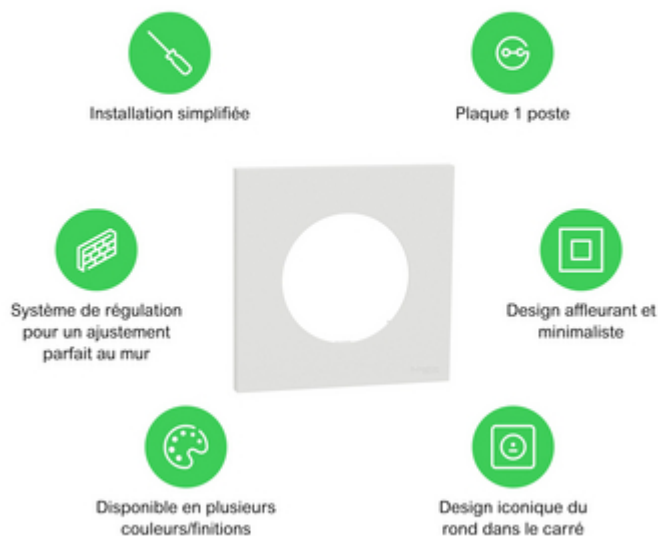 Installation simplifiée
Plaque 1 poste
Système de régulation
pour un ajustement
parfait au mur
Design affleurant et
minimaliste
Disponible en plusieurs
couleurs/finitions
Design iconique du
rond dans le carré